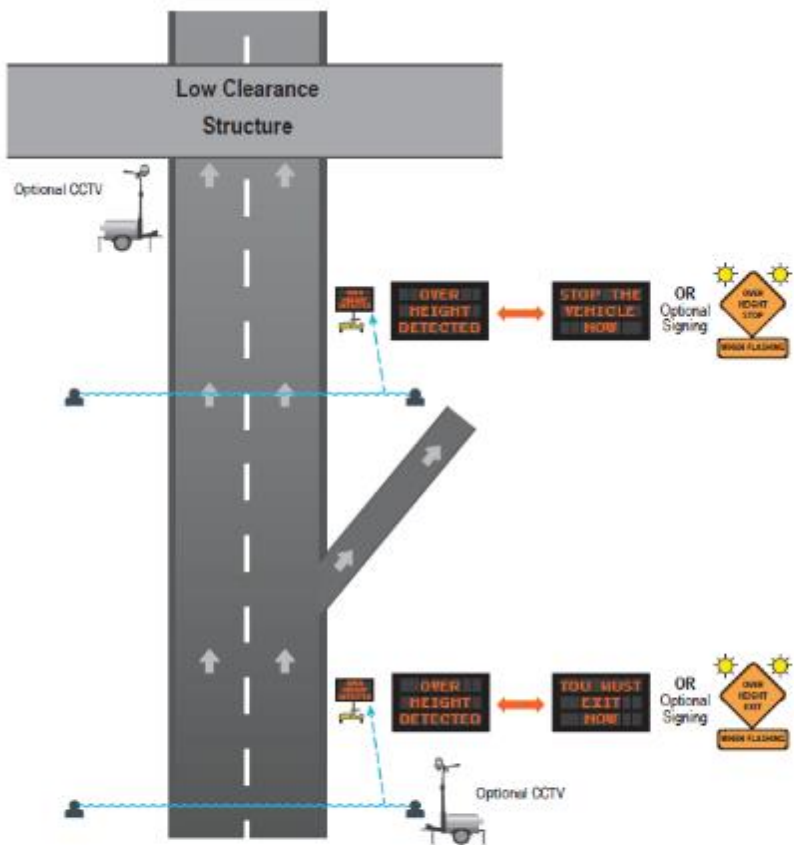 Low Clearance
Structure
Optional CCTV
OVER
HEIGHT
DETECTED
STOP THE
VEHICLE
NOW
OR
Optional
Signing
OVER
HEIGHT
STOP
WHEN FLASHING
OVER
HEIGHT
DETECTED
YOU MUST
EXIT
NOW
OR
Optional
Signing
OVER
HEIGHT
EXIT
WHEN FLASHING
Optional CCTV